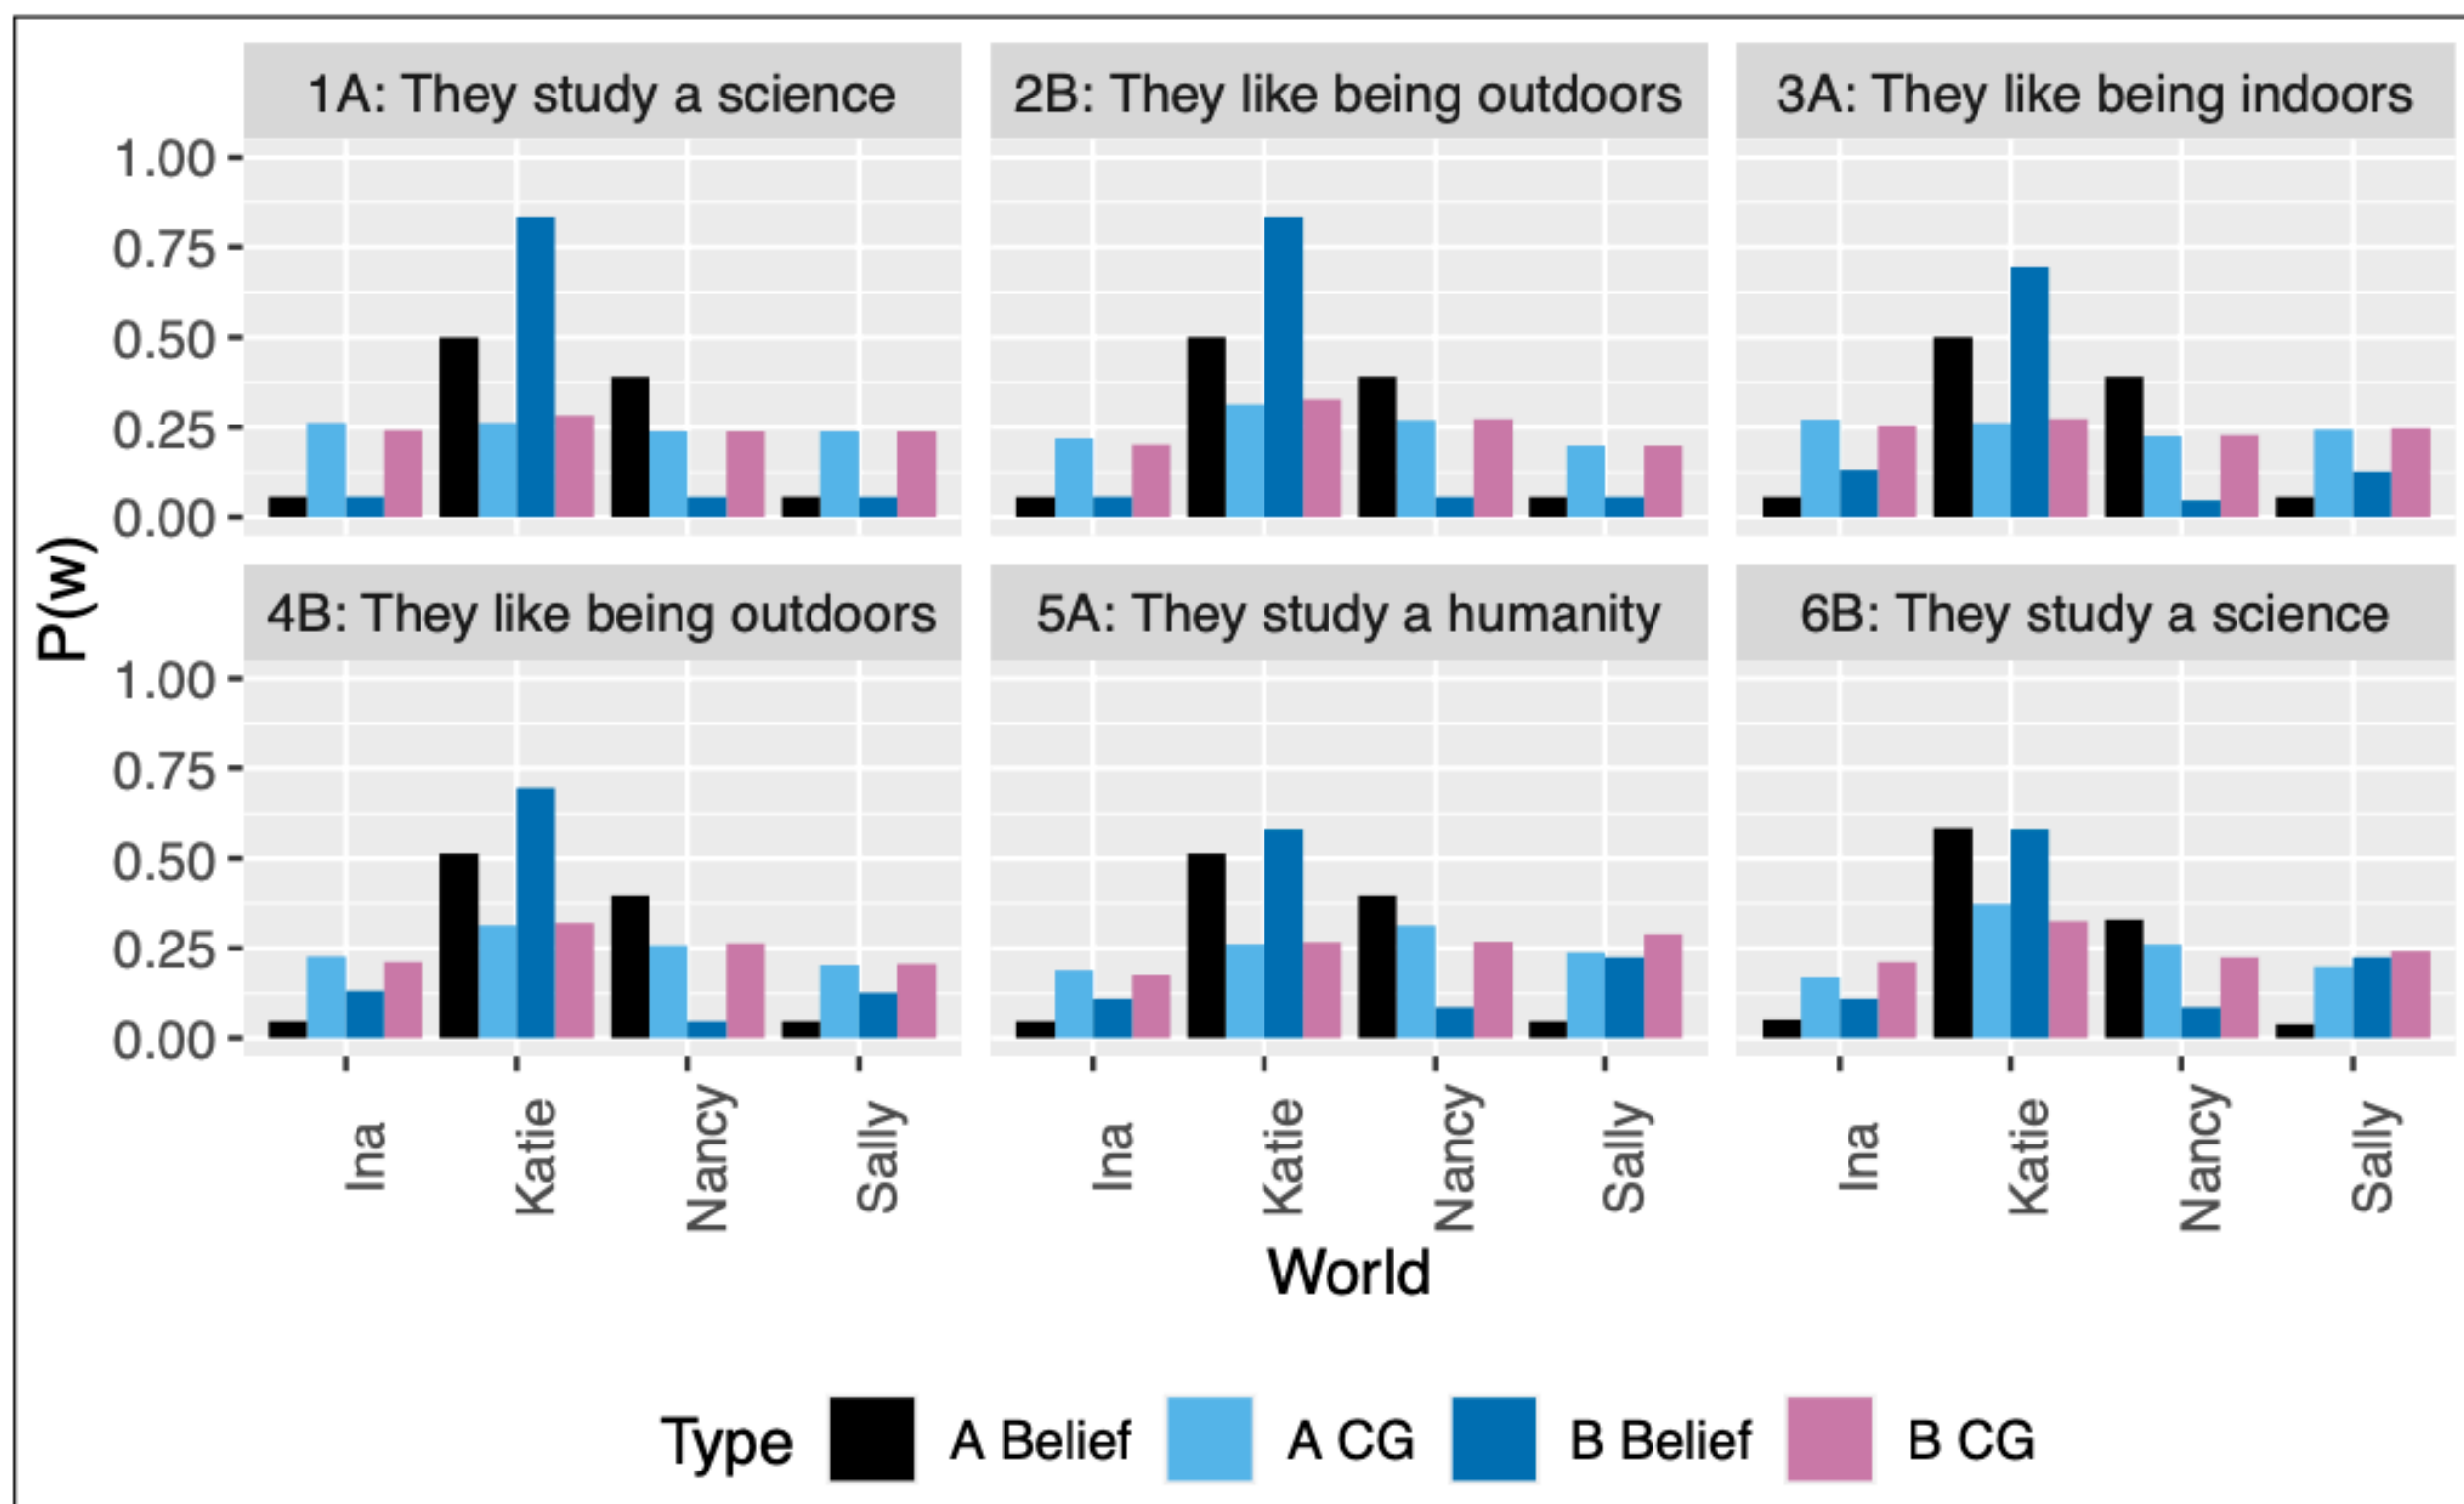 1A: They study a science
2B: They like being outdoors
3A: They like being indoors
1.00
0.75
0.50
0.25
0.00
P(w)
4B: They like being outdoors
5A: They study a humanity
6B: They study a science
1.00
0.75
0.50
0.25
0.00
Ina Katie Nancy Sally
Ina Katie Nancy Sally
Ina Katie Nancy Sally
World
Type A Belief A CG B Belief B CG